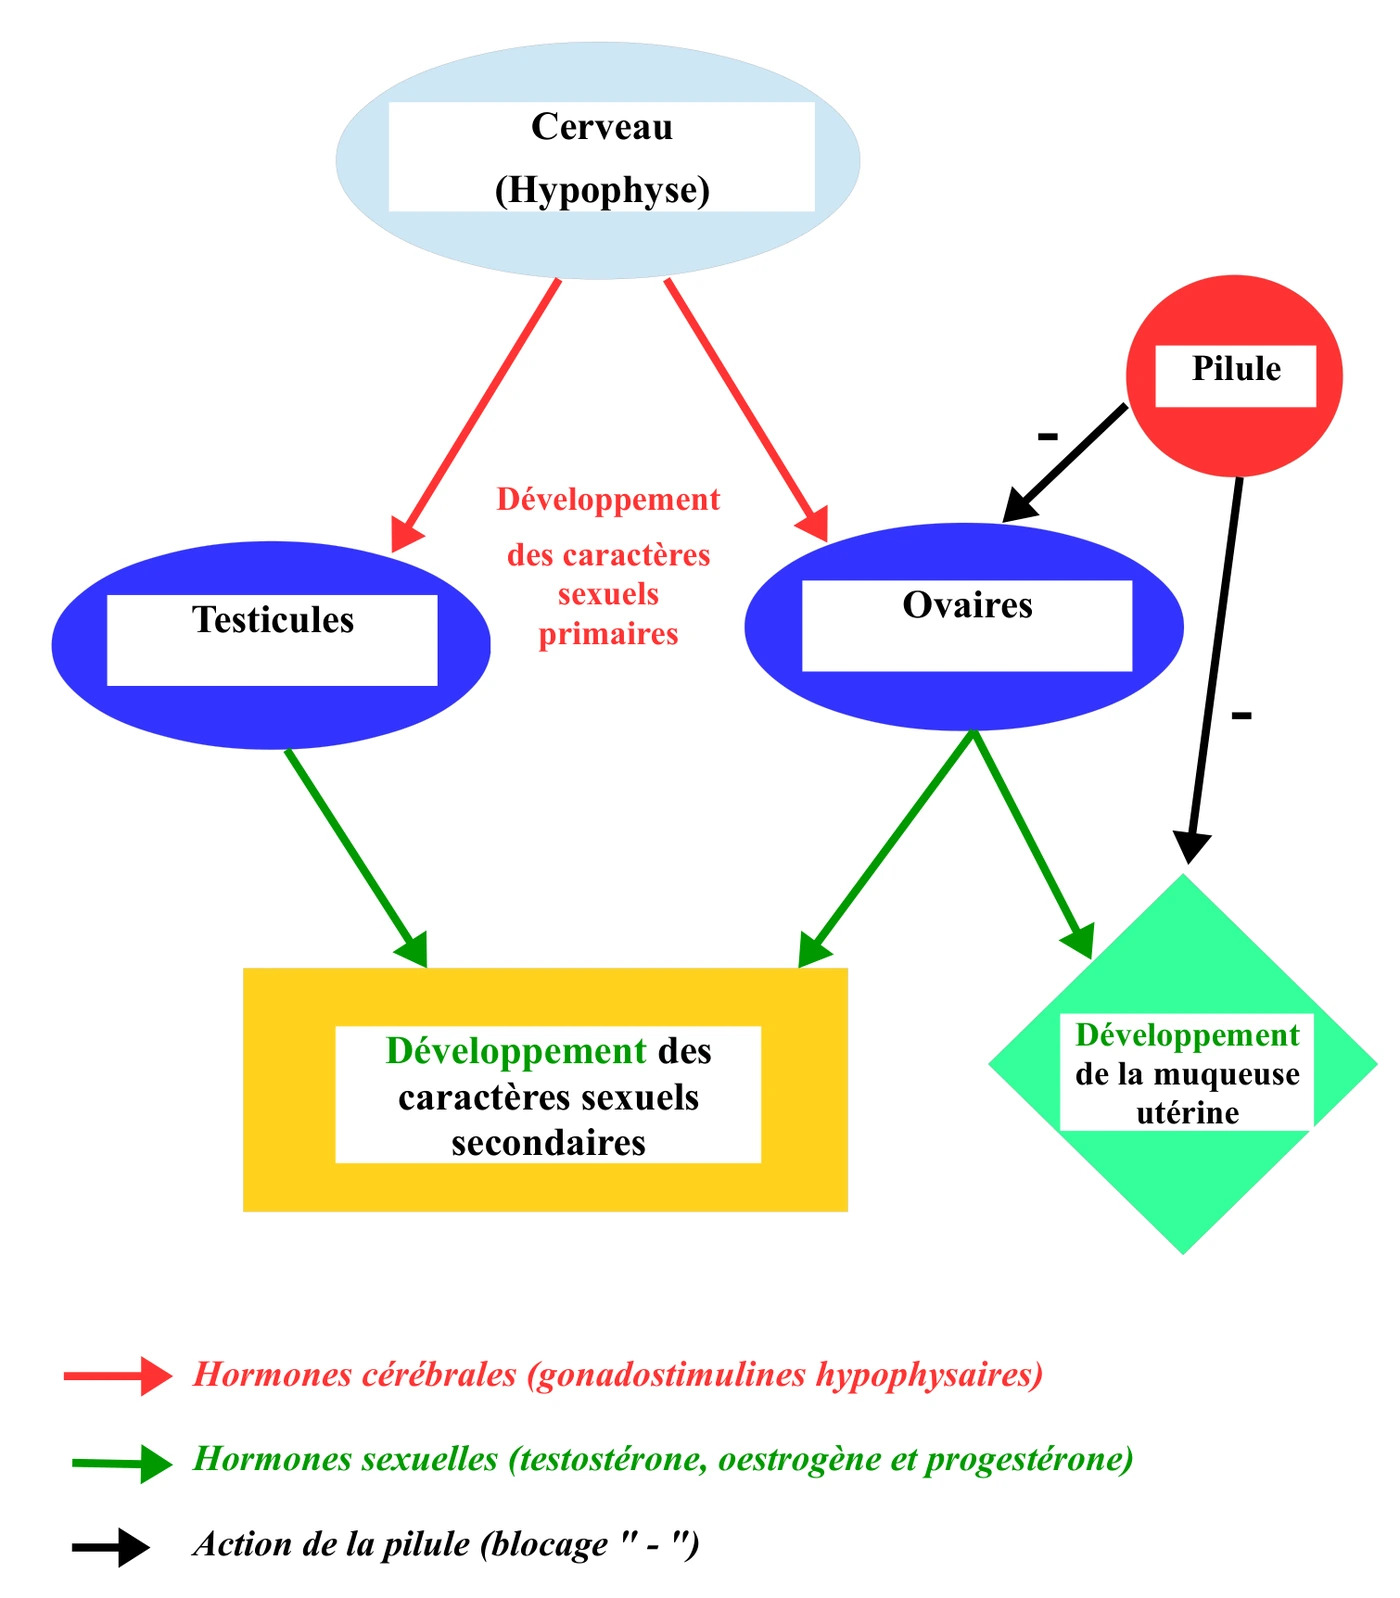 Cerveau
(Hypophyse)
Pilule
-
Développement
des caractères
sexuels
primaires
Testicules
Ovaires
-
Développement des
caractères sexuels
secondaires
Développement
de la muqueuse
utérine
Hormones cérébrales (gonadostimulines hypophysaires)
Hormones sexuelles (testostérone, oestrogène et progestérone)
Action de la pilule (blocage " - ")